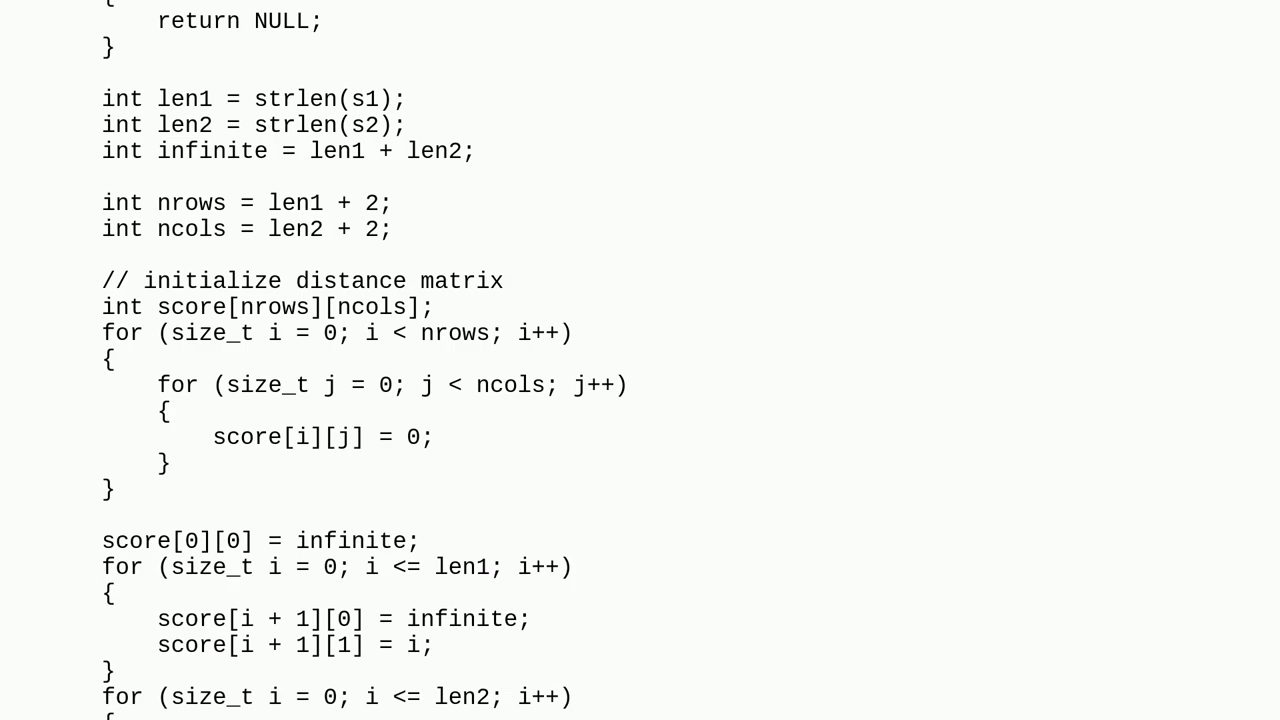 {
    return NULL;
}

int len1 = strlen(s1);
int len2 = strlen(s2);
int infinite = len1 + len2;

int nrows = len1 + 2;
int ncols = len2 + 2;

// initialize distance matrix
int score[nrows][ncols];
for (size_t i = 0; i < nrows; i++)
{
    for (size_t j = 0; j < ncols; j++)
    {
        score[i][j] = 0;
    }
}

score[0][0] = infinite;
for (size_t i = 0; i <= len1; i++)
{
    score[i + 1][0] = infinite;
    score[i + 1][1] = i;
}
for (size_t i = 0; i <= len2; i++)
{